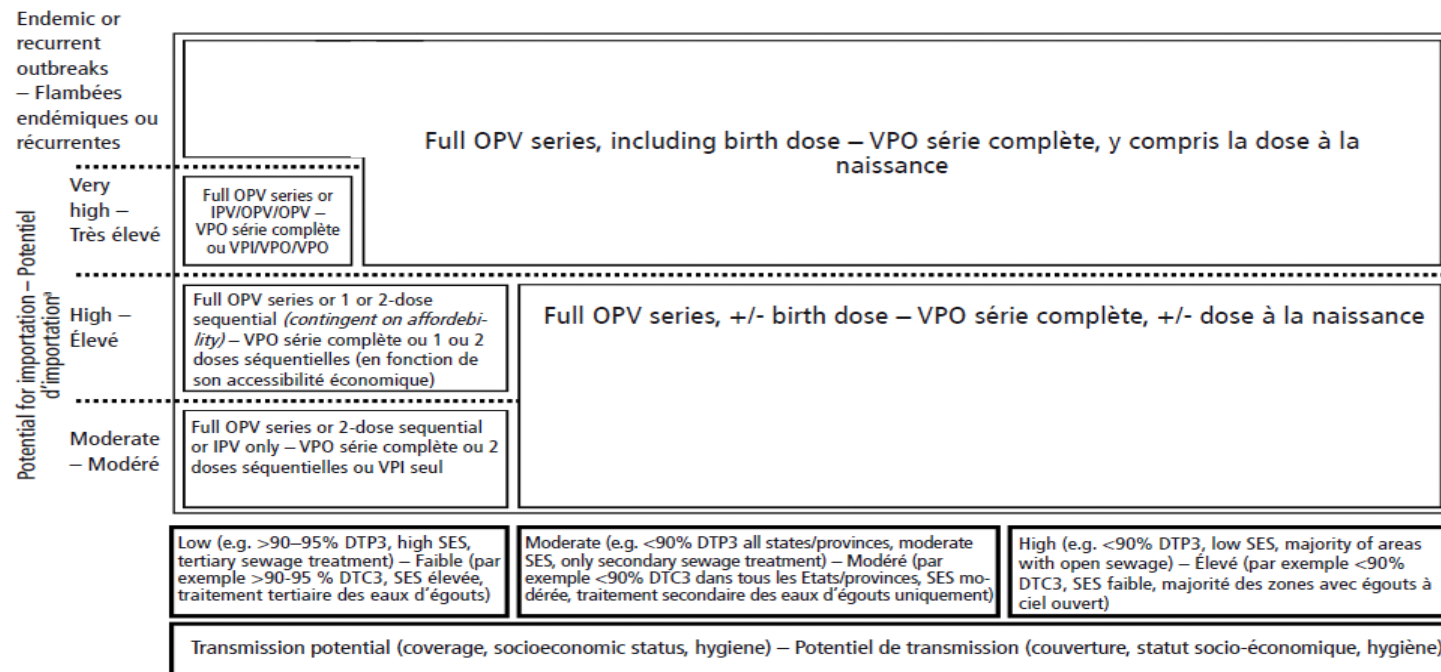 Endemic or
recurrent
outbreaks
– Flambées
endémiques ou
récurrentes
Full OPV series, including birth dose – VPO série complète, y compris la dose à la
naissance
Potential for importation – Potentiel
d'importationᵃ
Very
high –
Très élevé
Full OPV series or
IPV/OPV/OPV –
VPO série complète
ou VPI/VPO/VPO
High –
Élevé
Full OPV series or 1 or 2-dose
sequential (contingent on affordebi-
lity) – VPO série complète ou 1 ou 2
doses séquentielles (en fonction de
son accessibilité économique)
Full OPV series, +/- birth dose – VPO série complète, +/- dose à la naissance
Moderate
– Modéré
Full OPV series or 2-dose sequential
or IPV only – VPO série complète ou 2
doses séquentielles ou VPI seul
Low (e.g. >90–95% DTP3, high SES,
tertiary sewage treatment) – Faible (par
exemple >90-95 % DTC3, SES élevée,
traitement tertiaire des eaux d'égouts)
Moderate (e.g. <90% DTP3 all states/provinces, moderate
SES, only secondary sewage treatment) – Modéré (par
exemple <90% DTC3 dans tous les Etats/provinces, SES mo-
dérée, traitement secondaire des eaux d'égouts uniquement)
High (e.g. <90% DTP3, low SES, majority of areas
with open sewage) – Élevé (par exemple <90%
DTC3, SES faible, majorité des zones avec égouts à
ciel ouvert)
Transmission potential (coverage, socioeconomic status, hygiene) – Potentiel de transmission (couverture, statut socio-économique, hygiène)